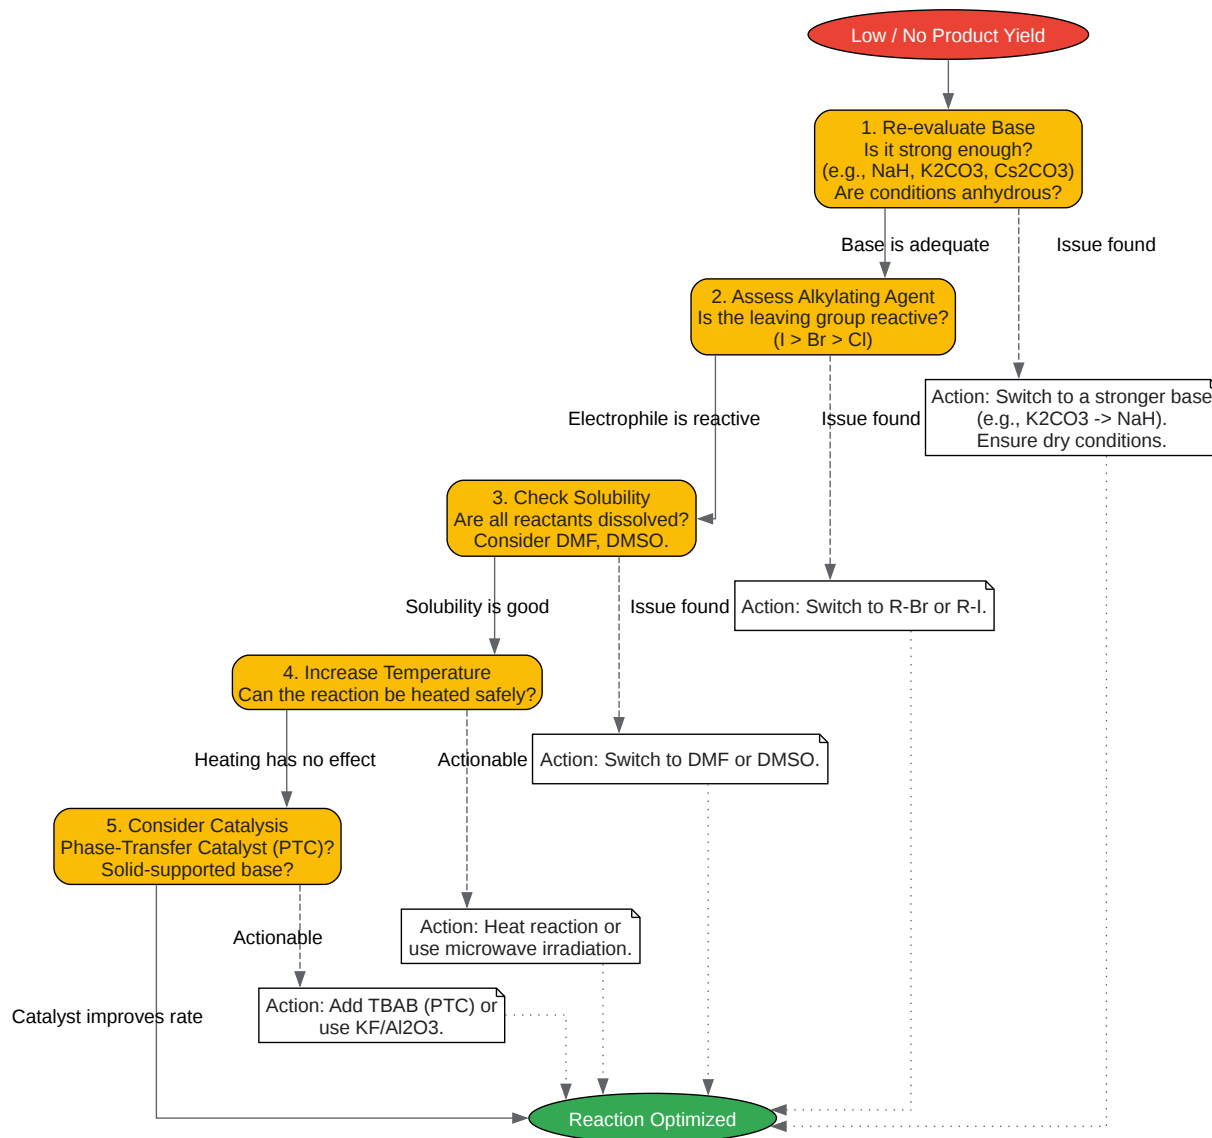 Low / No Product Yield
1. Re-evaluate Base
Is it strong enough?
(e.g., NaH, K2CO3, Cs2CO3)
Are conditions anhydrous?
Base is adequate
Issue found
2. Assess Alkylating Agent
Is the leaving group reactive?
(I > Br > Cl)
Electrophile is reactive
Issue found
Action: Switch to a stronger base
(e.g., K2CO3 -> NaH).
Ensure dry conditions.
3. Check Solubility
Are all reactants dissolved?
Consider DMF, DMSO.
Solubility is good
Issue found
Action: Switch to R-Br or R-I.
4. Increase Temperature
Can the reaction be heated safely?
Heating has no effect
Actionable
Action: Switch to DMF or DMSO.
5. Consider Catalysis
Phase-Transfer Catalyst (PTC)?
Solid-supported base?
Actionable
Action: Heat reaction or
use microwave irradiation.
Catalyst improves rate
Action: Add TBAB (PTC) or
use KF/Al2O3.
Reaction Optimized